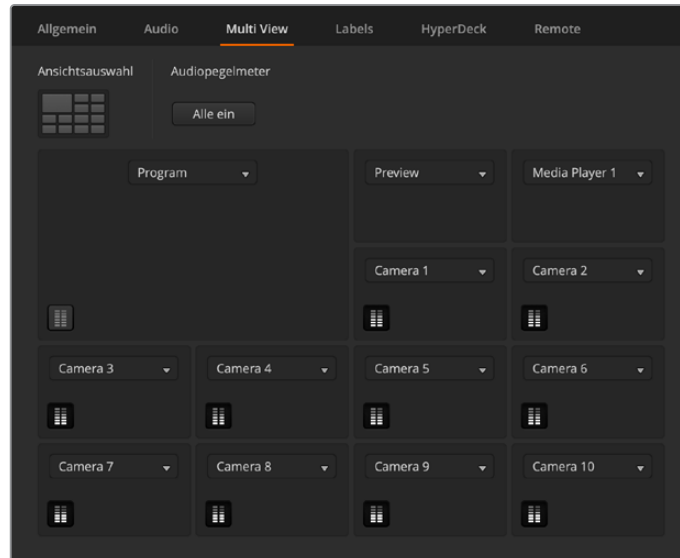 Allgemein Audio Multi View Labels HyperDeck Remote
Ansichtsauswahl Audiopegelmeter
Alle ein
Program Preview Media Player 1
Camera 1 Camera 2
Camera 3 Camera 4 Camera 5 Camera 6
Camera 7 Camera 8 Camera 9 Camera 10